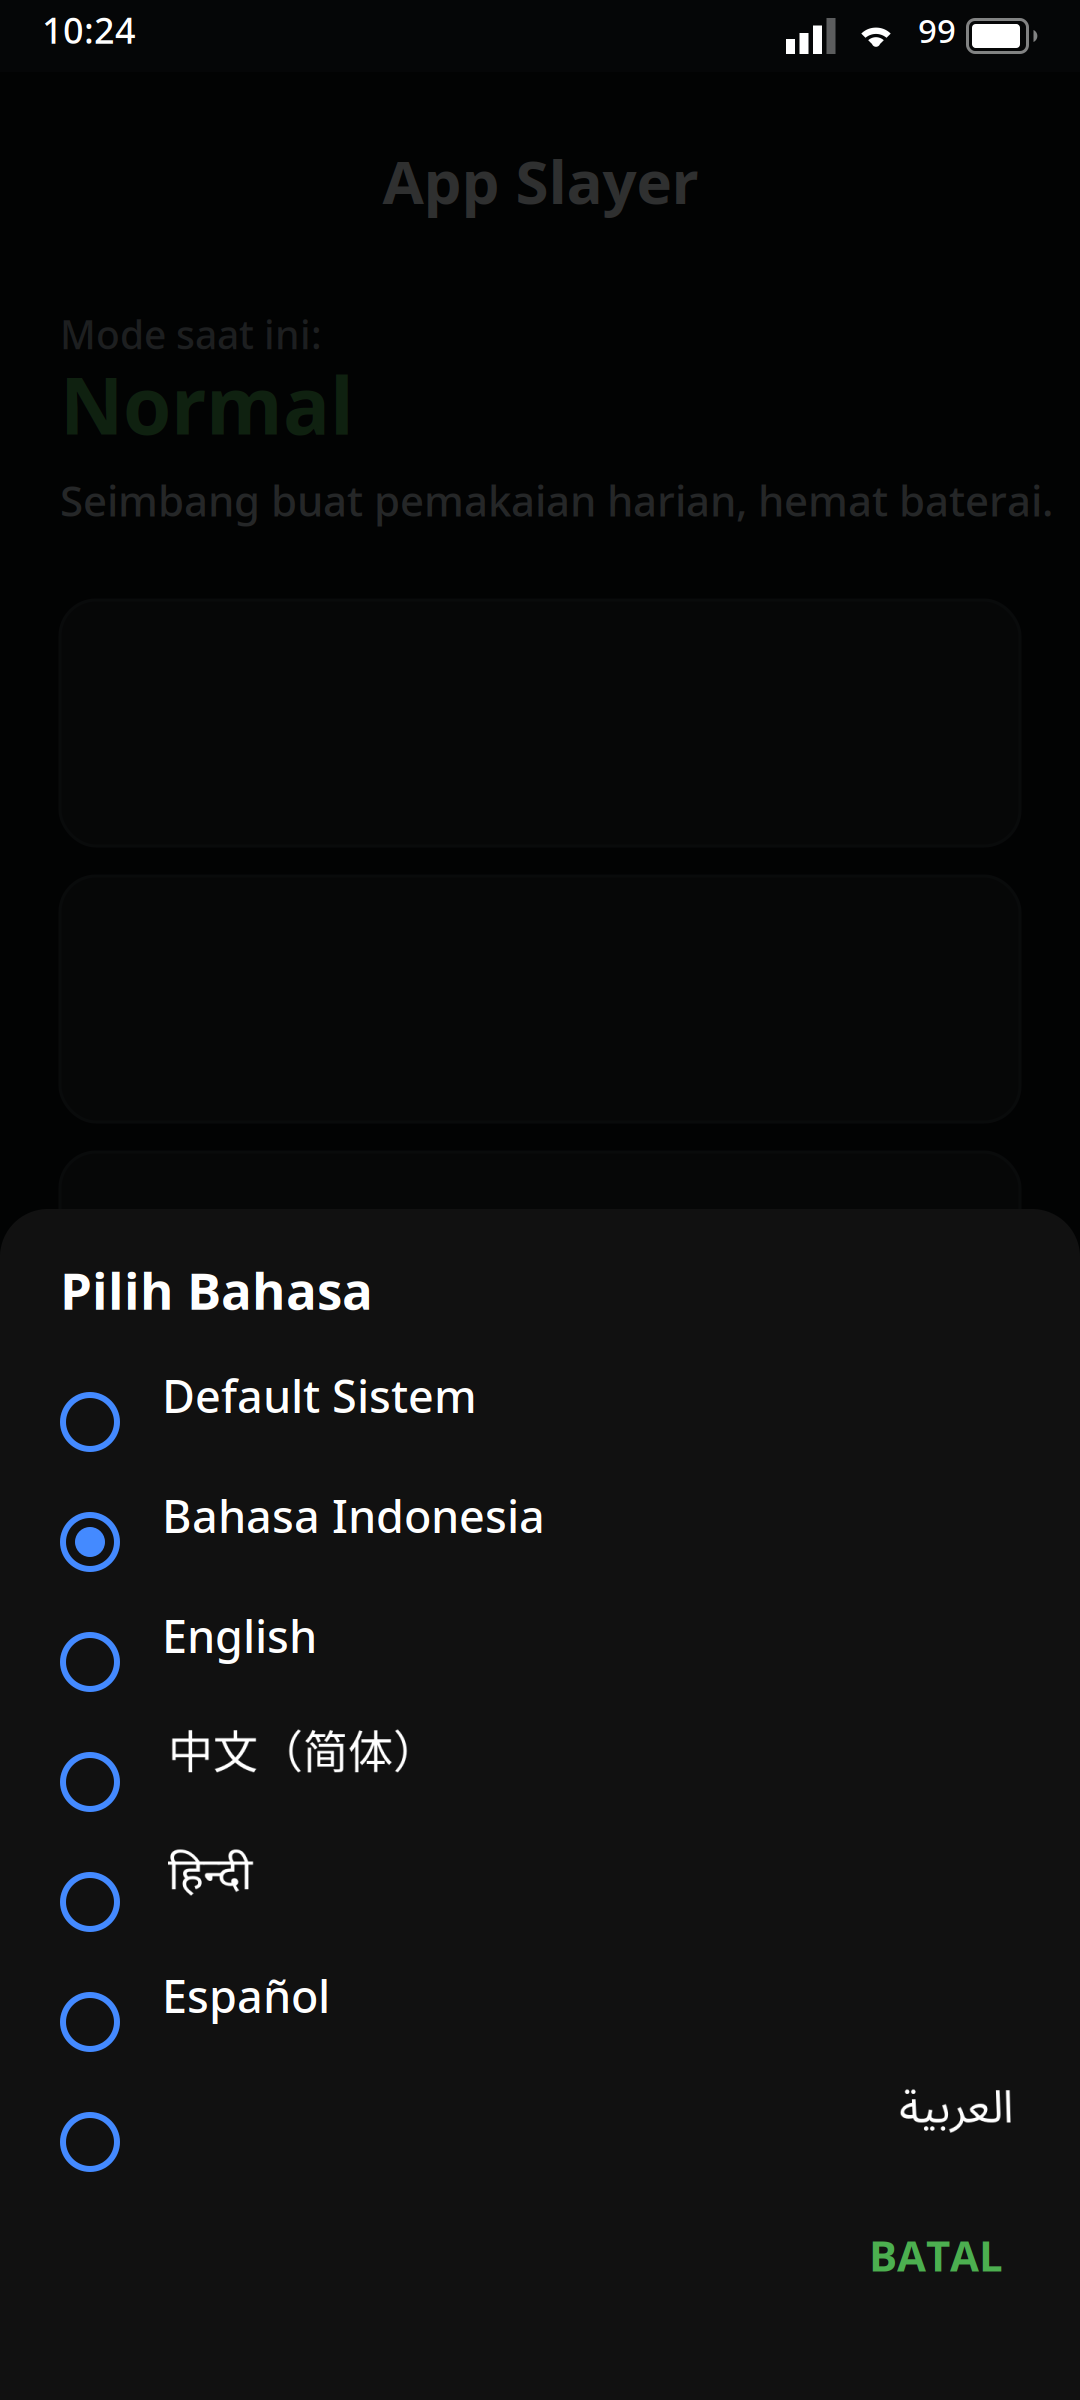 10:24
99
App Slayer
Mode saat ini:
Normal
Seimbang buat pemakaian harian, hemat baterai.
Pilih Bahasa
Default Sistem
Bahasa Indonesia
English
中文（简体）
हिन्दी
Español
العربية
BATAL